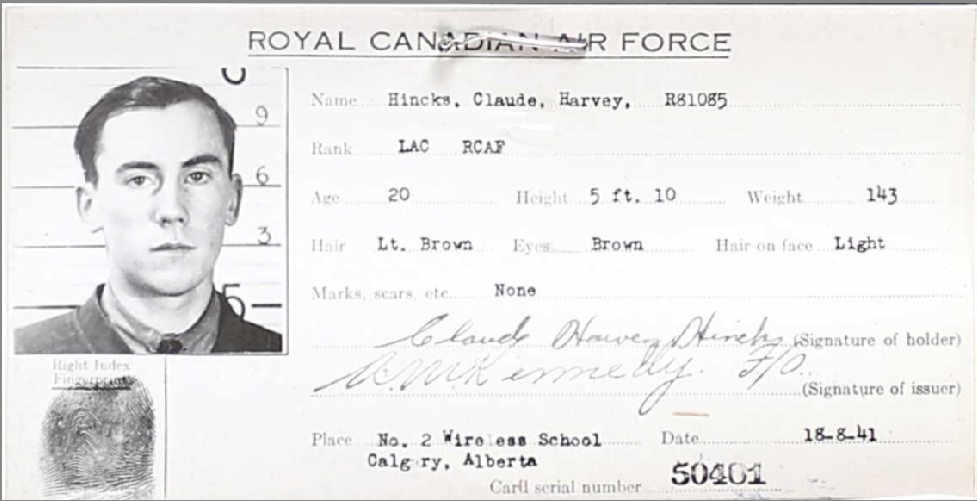 ROYAL CANADIAN AIR FORCE
Name Hincks, Claude, Harvey, R81085
Rank LAC RCAF
Age 20 Height 5 ft. 10 Weight 143
Hair Lt. Brown Eyes Brown Hair on face Light
Marks, scars, etc. None
Claude Harvey Hincks (Signature of holder)
Kennedy. F/O. (Signature of issuer)
Place No. 2 Wireless School Date 18-8-41
Calgary, Alberta
Card serial number 50401
9
6
3
5
Right Index
Fingerprint